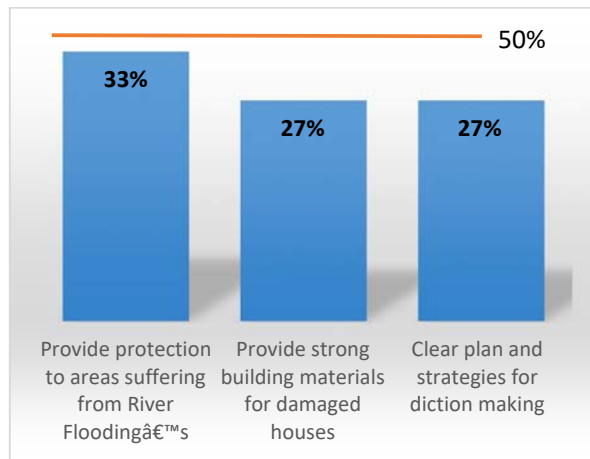 50%
33%
27%
27%
Provide protection
to areas suffering
from River
Floodingâ€™s
Provide strong
building materials
for damaged
houses
Clear plan and
strategies for
diction making